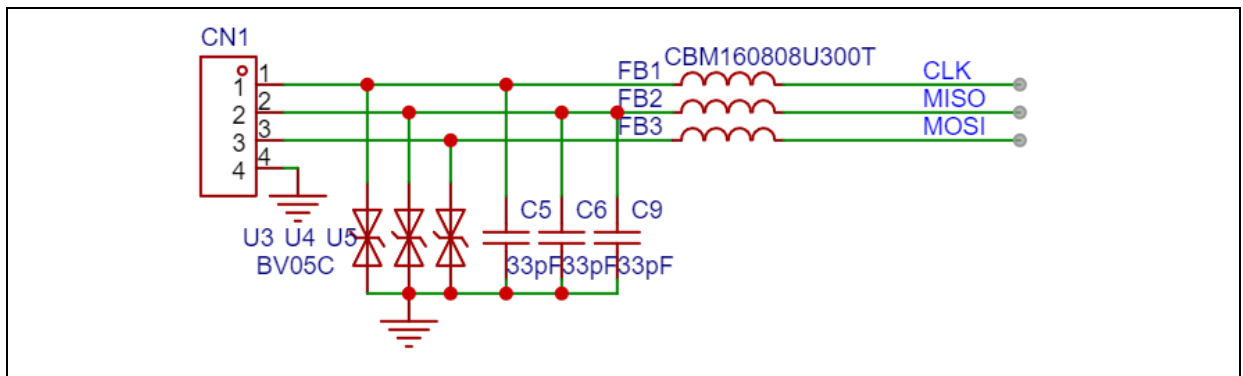 CN1
1
2
3
4
1
2
3
4
FB1
FB2
FB3
CBM160808U300T
CLK
MISO
MOSI
U3 U4 U5
BV05C
C5
C6
C9
33pF
33pF
33pF